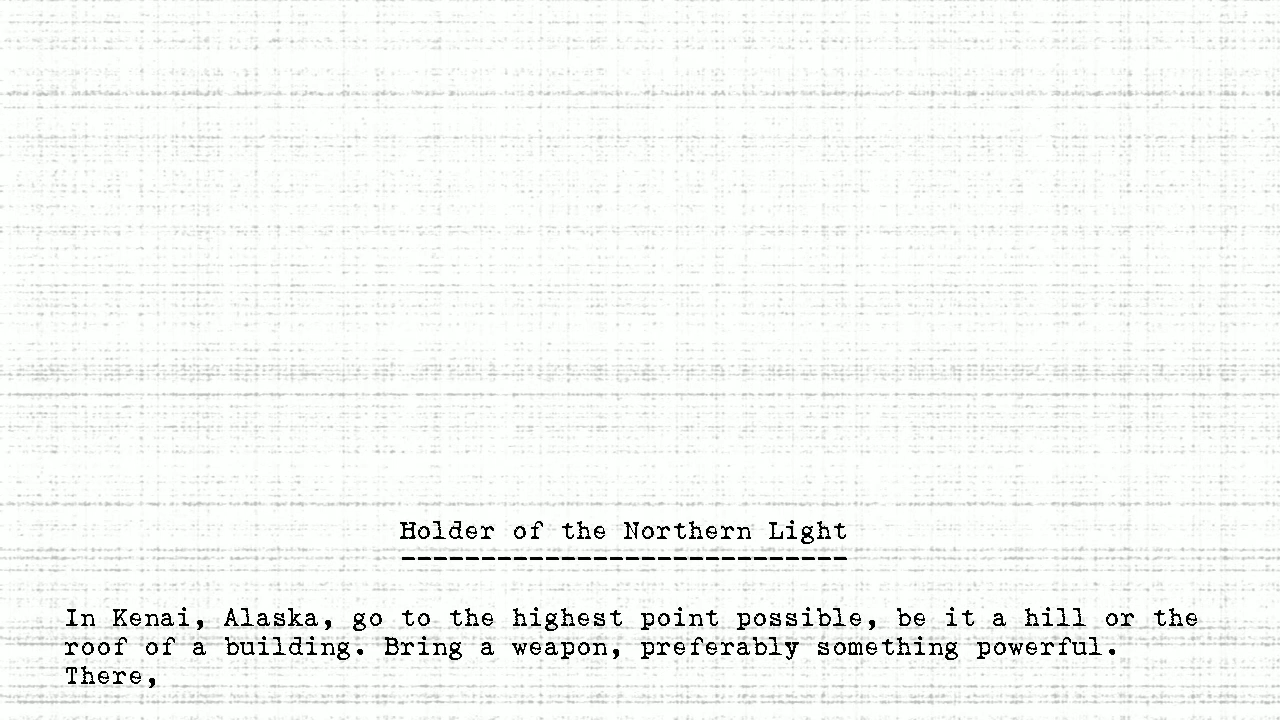 Holder of the Northern Light
----------------------------
In Kenai, Alaska, go to the highest point possible, be it a hill or the
roof of a building. Bring a weapon, preferably something powerful.
There,